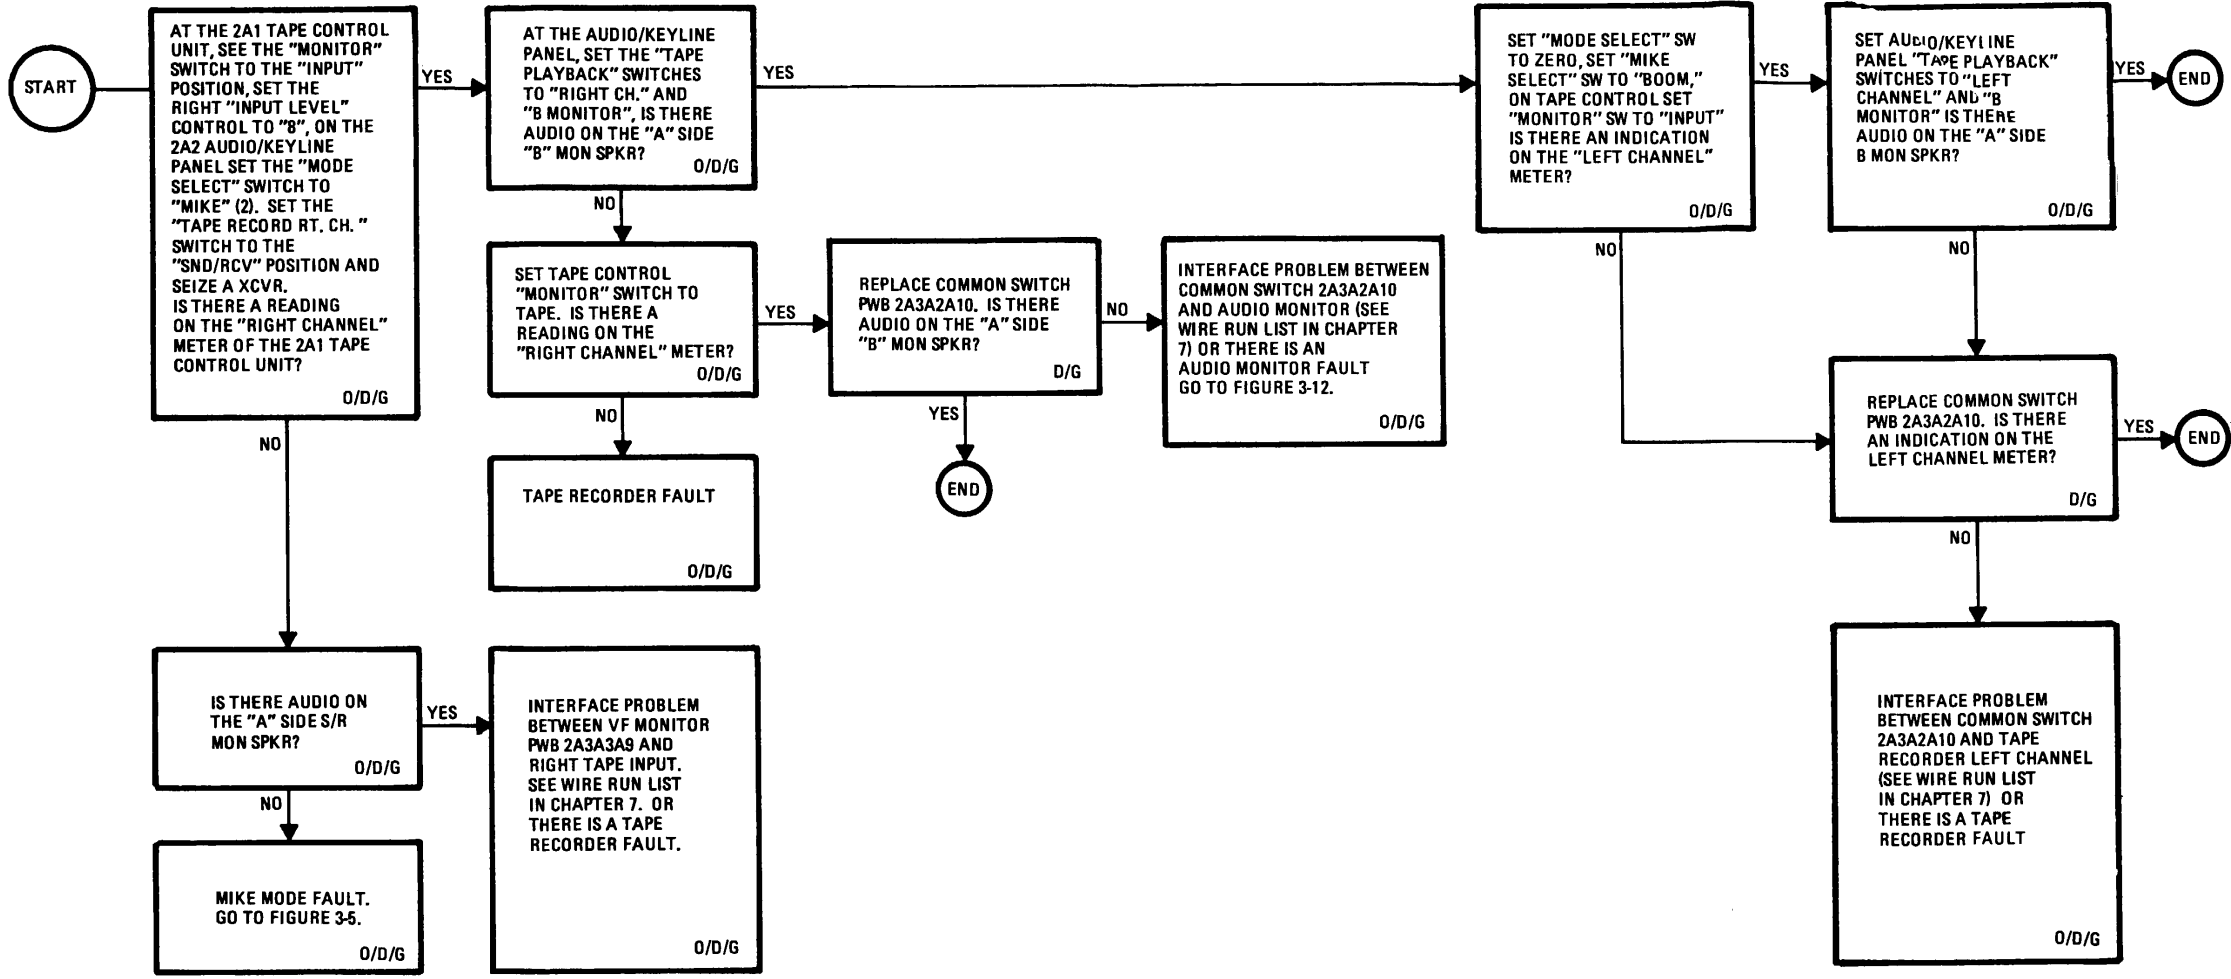 START
AT THE 2A1 TAPE CONTROL
UNIT, SEE THE "MONITOR"
SWITCH TO THE "INPUT"
POSITION, SET THE
RIGHT "INPUT LEVEL"
CONTROL TO "8", ON THE
2A2 AUDIO/KEYLINE
PANEL SET THE "MODE
SELECT" SWITCH TO
"MIKE" (2). SET THE
"TAPE RECORD RT. CH."
SWITCH TO THE
"SND/RCV" POSITION AND
SEIZE A XCVR.
IS THERE A READING
ON THE "RIGHT CHANNEL"
METER OF THE 2A1 TAPE
CONTROL UNIT?
O/D/G
YES
NO
AT THE AUDIO/KEYLINE
PANEL, SET THE "TAPE
PLAYBACK" SWITCHES
TO "RIGHT CH." AND
"B MONITOR", IS THERE
AUDIO ON THE "A" SIDE
"B" MON SPKR?
O/D/G
YES
NO
SET "MODE SELECT" SW
TO ZERO, SET "MIKE
SELECT" SW TO "BOOM,"
ON TAPE CONTROL SET
"MONITOR" SW TO "INPUT"
IS THERE AN INDICATION
ON THE "LEFT CHANNEL"
METER?
O/D/G
YES
NO
SET AUDIO/KEYLINE
PANEL "TAPE PLAYBACK"
SWITCHES TO "LEFT
CHANNEL" AND "B
MONITOR" IS THERE
AUDIO ON THE "A" SIDE
B MON SPKR?
O/D/G
YES
END
NO
SET TAPE CONTROL
"MONITOR" SWITCH TO
TAPE. IS THERE A
READING ON THE
"RIGHT CHANNEL" METER?
O/D/G
YES
NO
REPLACE COMMON SWITCH
PWB 2A3A2A10. IS THERE
AUDIO ON THE "A" SIDE
"B" MON SPKR?
D/G
NO
YES
END
INTERFACE PROBLEM BETWEEN
COMMON SWITCH 2A3A2A10
AND AUDIO MONITOR (SEE
WIRE RUN LIST IN CHAPTER
7) OR THERE IS AN
AUDIO MONITOR FAULT
GO TO FIGURE 3-12.
O/D/G
REPLACE COMMON SWITCH
PWB 2A3A2A10. IS THERE
AN INDICATION ON THE
LEFT CHANNEL METER?
D/G
YES
END
NO
TAPE RECORDER FAULT
O/D/G
IS THERE AUDIO ON
THE "A" SIDE S/R
MON SPKR?
O/D/G
YES
NO
INTERFACE PROBLEM
BETWEEN VF MONITOR
PWB 2A3A3A9 AND
RIGHT TAPE INPUT.
SEE WIRE RUN LIST
IN CHAPTER 7. OR
THERE IS A TAPE
RECORDER FAULT.
O/D/G
INTERFACE PROBLEM
BETWEEN COMMON SWITCH
2A3A2A10 AND TAPE
RECORDER LEFT CHANNEL
(SEE WIRE RUN LIST
IN CHAPTER 7) OR
THERE IS A TAPE
RECORDER FAULT
O/D/G
MIKE MODE FAULT.
GO TO FIGURE 3-5.
O/D/G